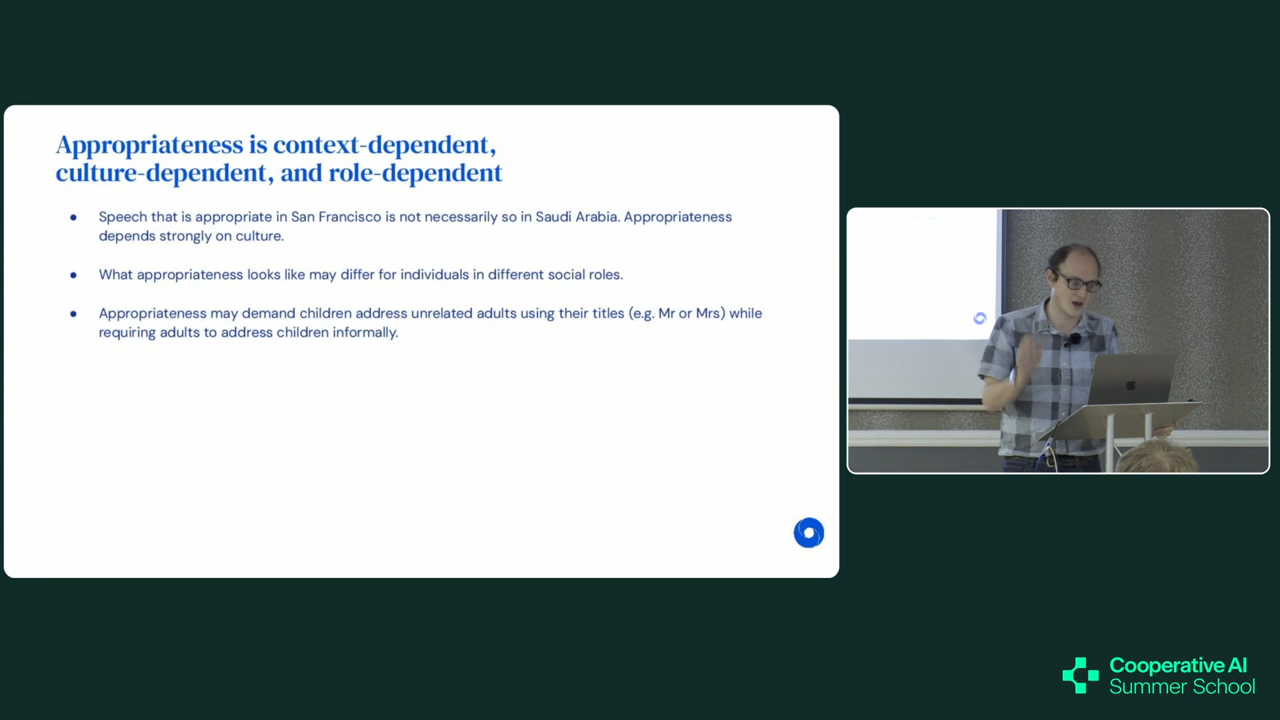 Appropriateness is context-dependent,
culture-dependent, and role-dependent
● Speech that is appropriate in San Francisco is not necessarily so in Saudi Arabia. Appropriateness
depends strongly on culture.
● What appropriateness looks like may differ for individuals in different social roles.
● Appropriateness may demand children address unrelated adults using their titles (e.g. Mr or Mrs) while
requiring adults to address children informally.
Cooperative AI
Summer School